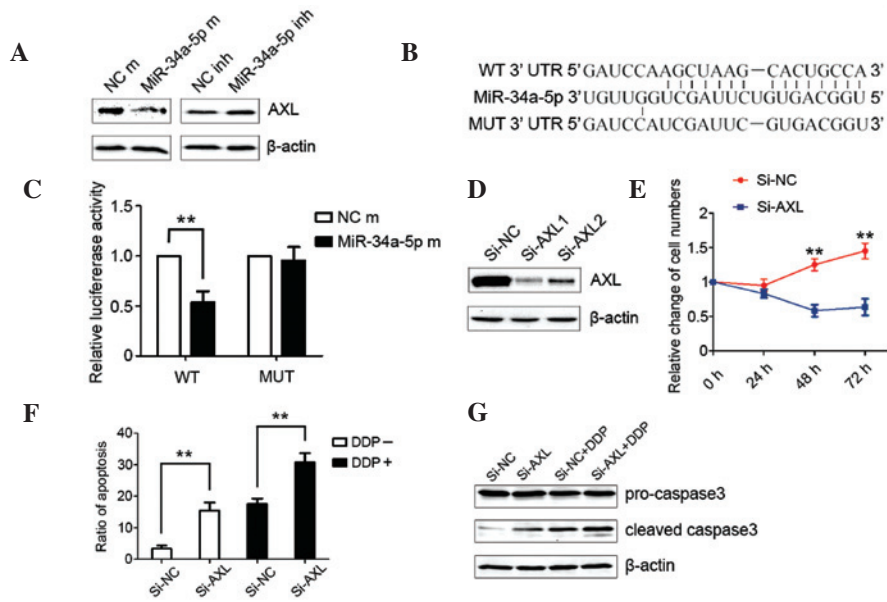 A
NC m
MiR-34a-5p m
NC inh
MiR-34a-5p inh
AXL
β-actin
B
WT 3' UTR 5'GAUCCAAGCUAAG—CACUGCCA 3'
MiR-34a-5p 3'UGUUGGUCGAUUCUGUGACGGU 5'
MUT 3' UTR 5'GAUCCAUCGAUUC—GUGACGGU 3'
C
Relative lucifererase activity
1.5
1.0
0.5
0.0
**
WT
MUT
NC m
MiR-34a-5p m
D
Si-NC
Si-AXL1
Si-AXL2
AXL
β-actin
E
Si-NC
Si-AXL
Relative change of cell numbers
2
1.5
1
0.5
0
**
**
0 h
24 h
48 h
72 h
F
Ratio of apoptosis
40
30
20
10
0
**
**
Si-NC
Si-AXL
Si-NC
Si-AXL
DDP −
DDP +
G
Si-NC
Si-AXL
Si-NC+DDP
Si-AXL+DDP
pro-caspase3
cleaved caspase3
β-actin